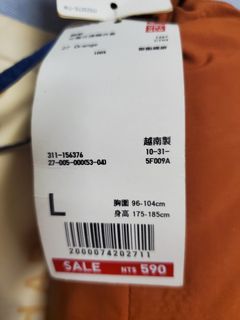 27 Orange
100%
越南製
311-156376
10-31-
27-005-000(53-04)
5F009A
L
胸圍 96-104cm
身高 175-185cm
2000074202711
SALE NT$ 590